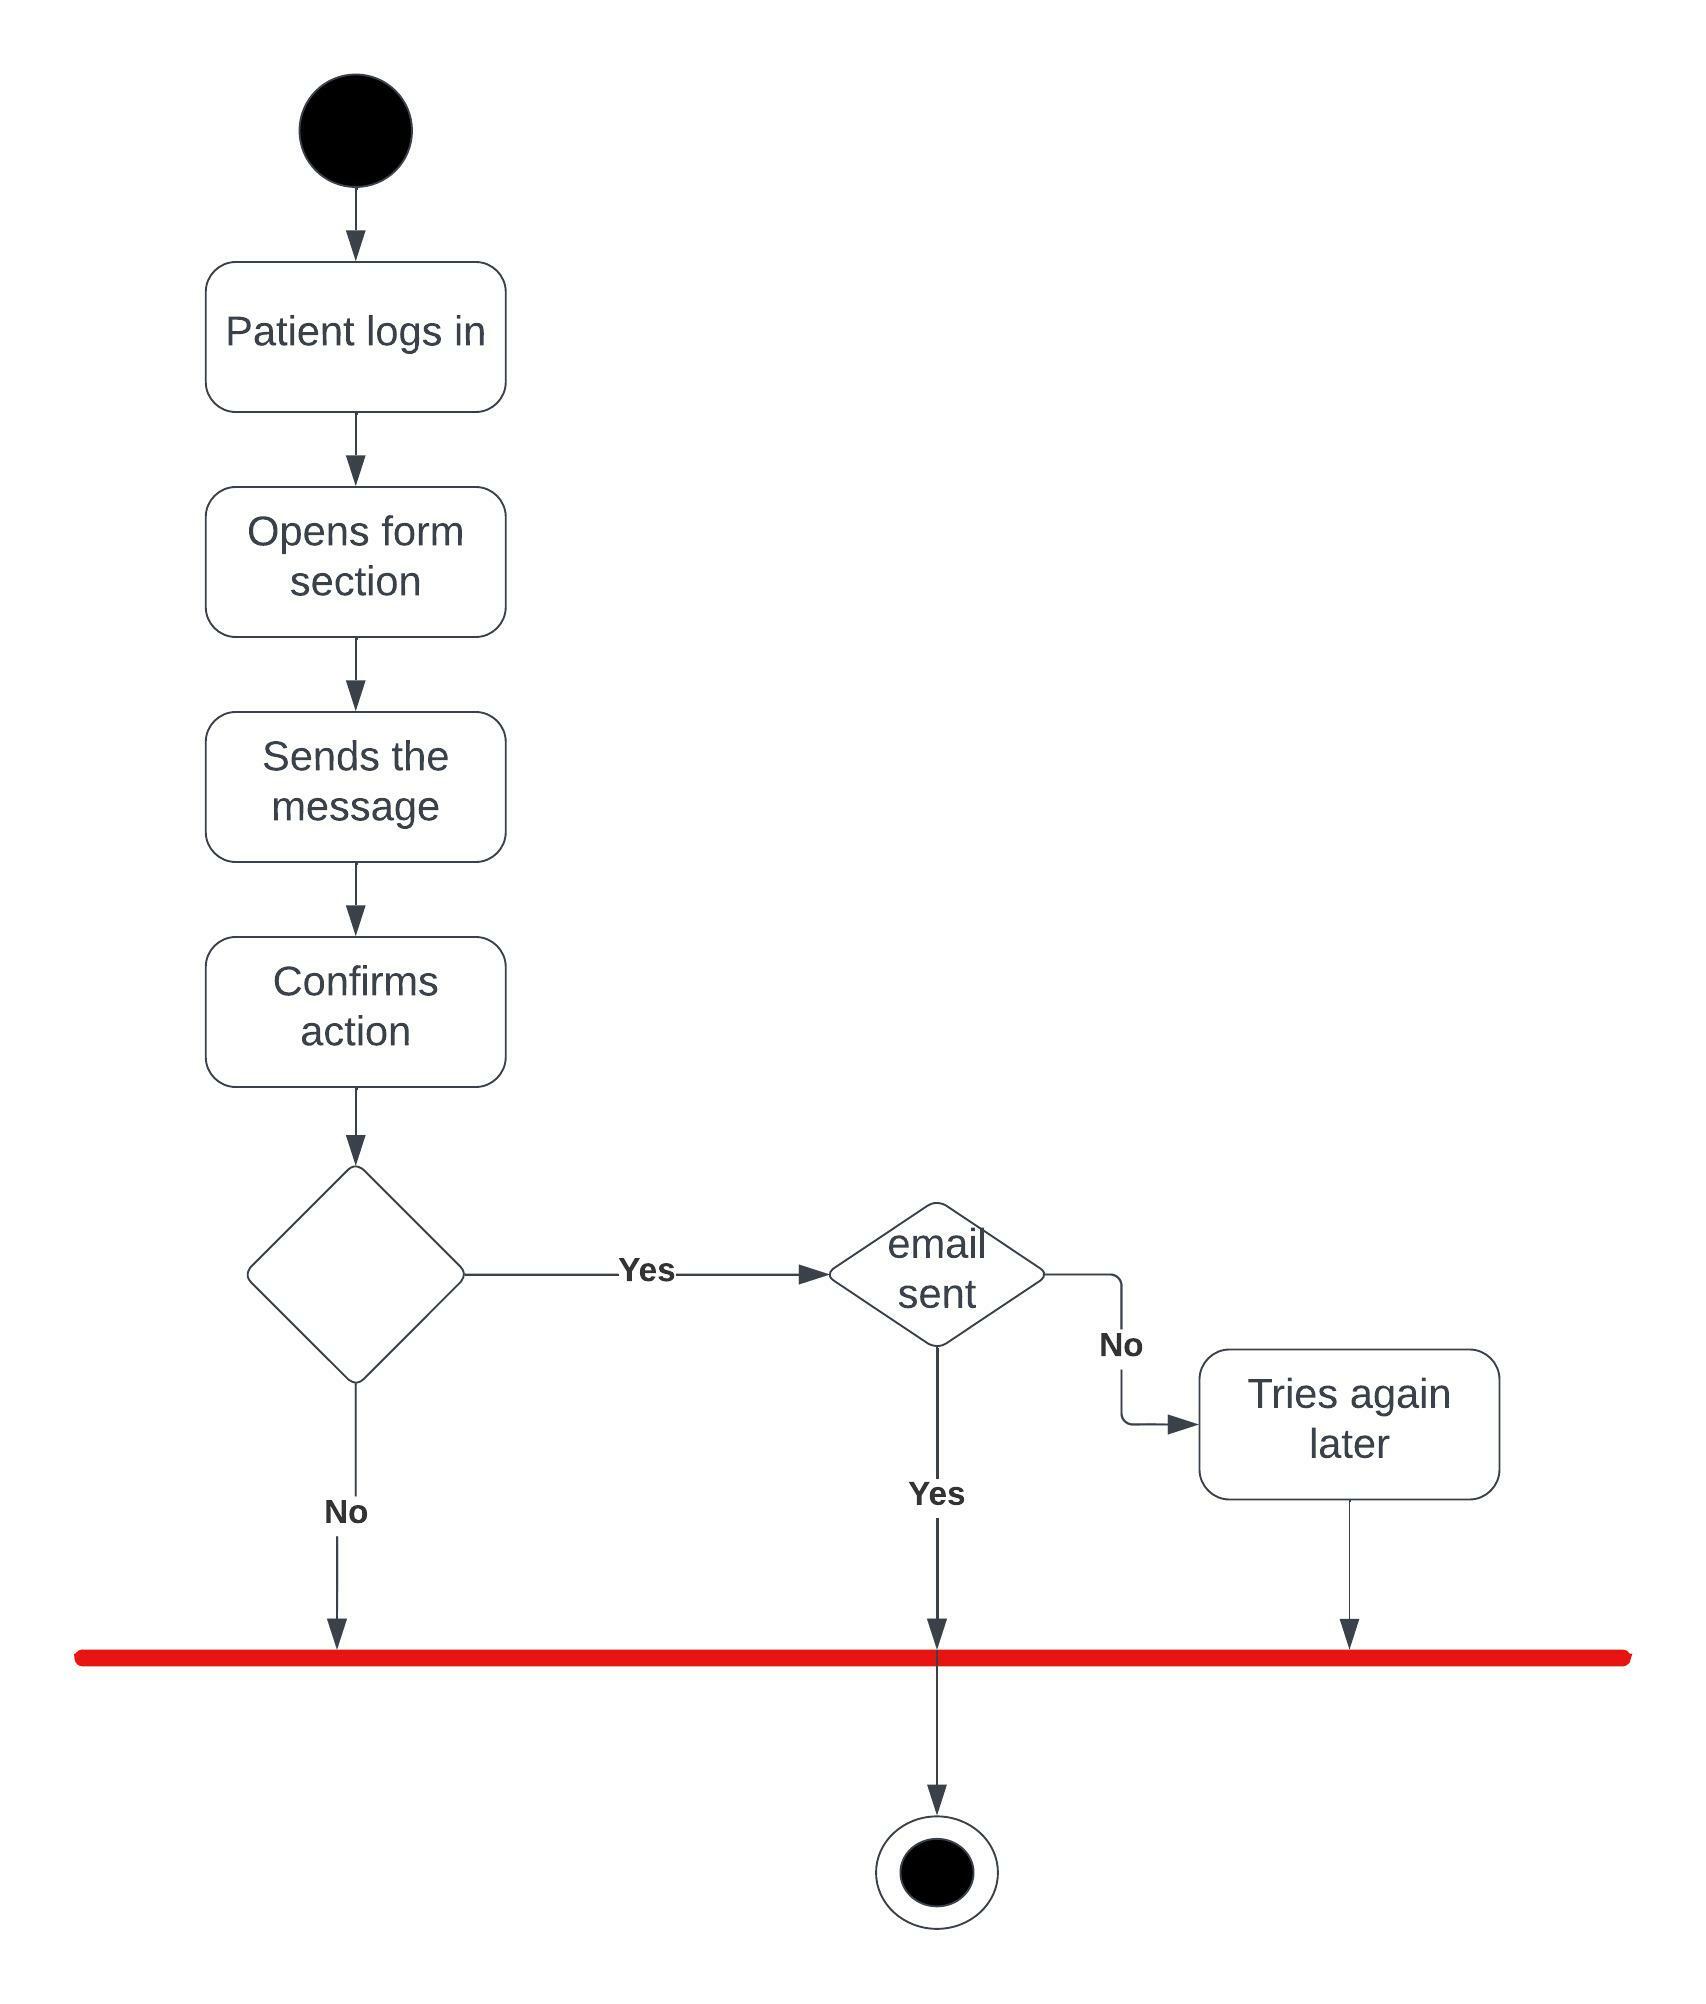 Patient logs in
Opens form
section
Sends the
message
Confirms
action
Yes
email
sent
No
Tries again
later
Yes
No